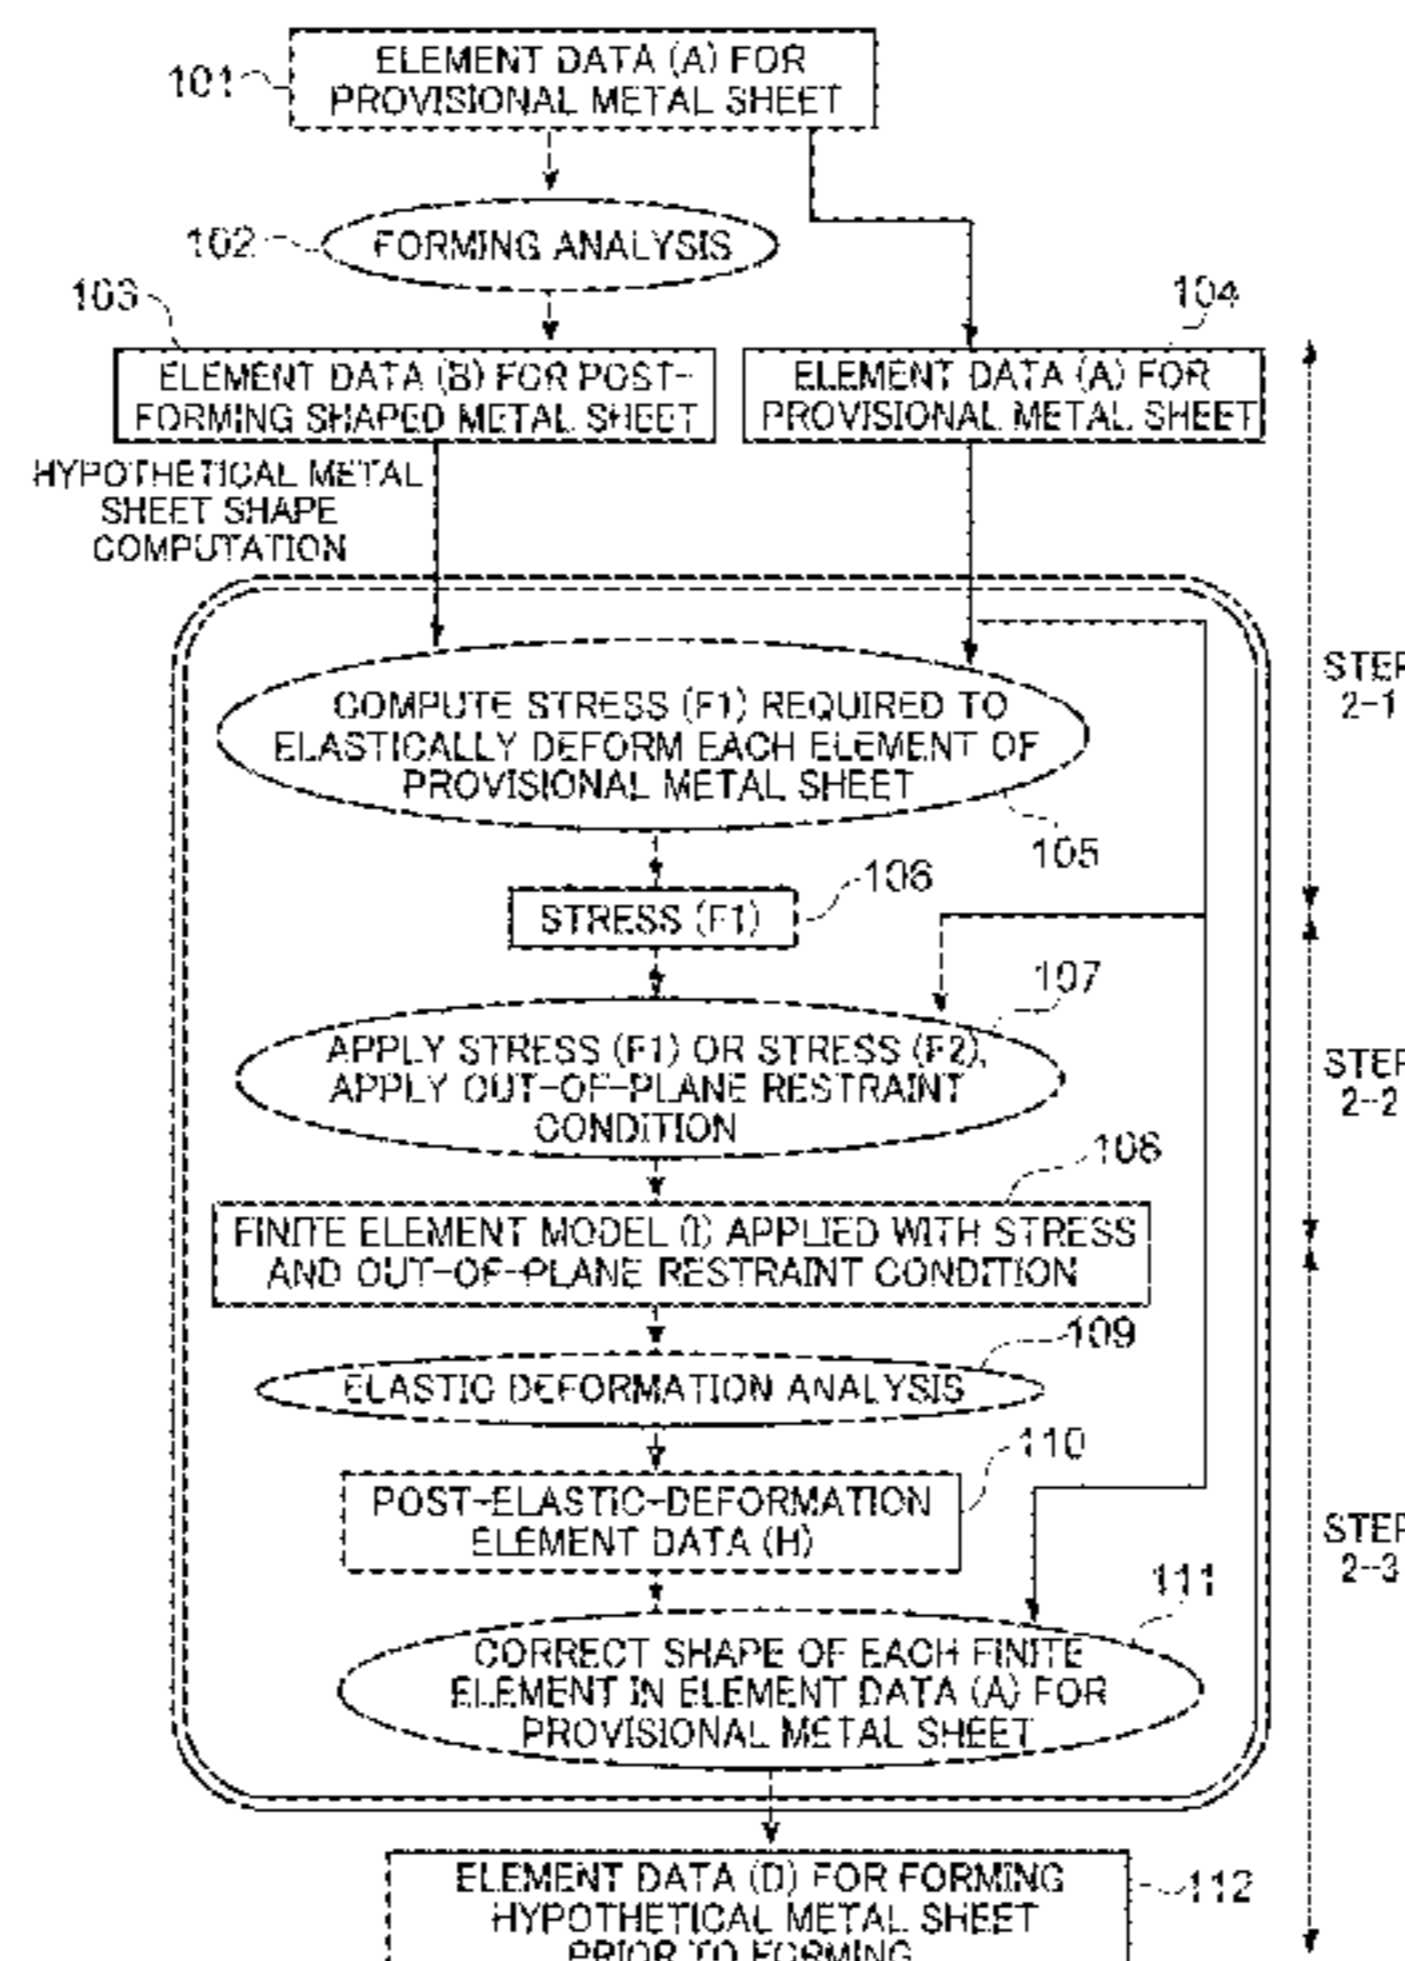 ELEMENT DATA (A) FOR
PROVISIONAL METAL SHEET
101
102
FORMING ANALYSIS
103
104
ELEMENT DATA (B) FOR POST-
FORMING SHAPED METAL SHEET
ELEMENT DATA (A) FOR
PROVISIONAL METAL SHEET
HYPOTHETICAL METAL
SHEET SHAPE
COMPUTATION
STEP
2-1
COMPUTE STRESS (F1) REQUIRED TO
ELASTICALLY DEFORM EACH ELEMENT OF
PROVISIONAL METAL SHEET
105
106
STRESS (F1)
107
APPLY STRESS (F1) OR STRESS (F2),
APPLY OUT-OF-PLANE RESTRAINT
CONDITION
STEP
2-2
108
FINITE ELEMENT MODEL (I) APPLIED WITH STRESS
AND OUT-OF-PLANE RESTRAINT CONDITION
109
ELASTIC DEFORMATION ANALYSIS
110
POST-ELASTIC-DEFORMATION
ELEMENT DATA (H)
STEP
2-3
111
CORRECT SHAPE OF EACH FINITE
ELEMENT IN ELEMENT DATA (A) FOR
PROVISIONAL METAL SHEET
ELEMENT DATA (D) FOR FORMING
HYPOTHETICAL METAL SHEET
PRIOR TO FORMING
112